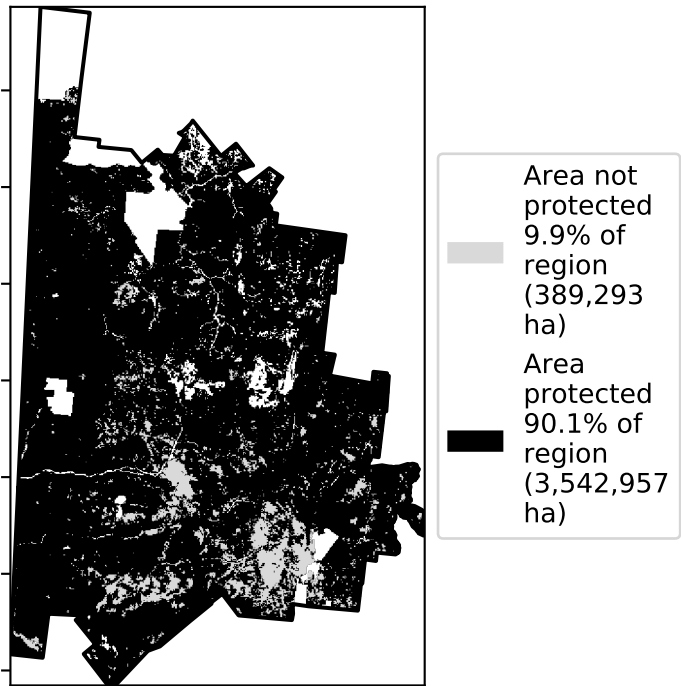 Area not
protected
9.9% of
region
(389,293
ha)
Area
protected
90.1% of
region
(3,542,957
ha)